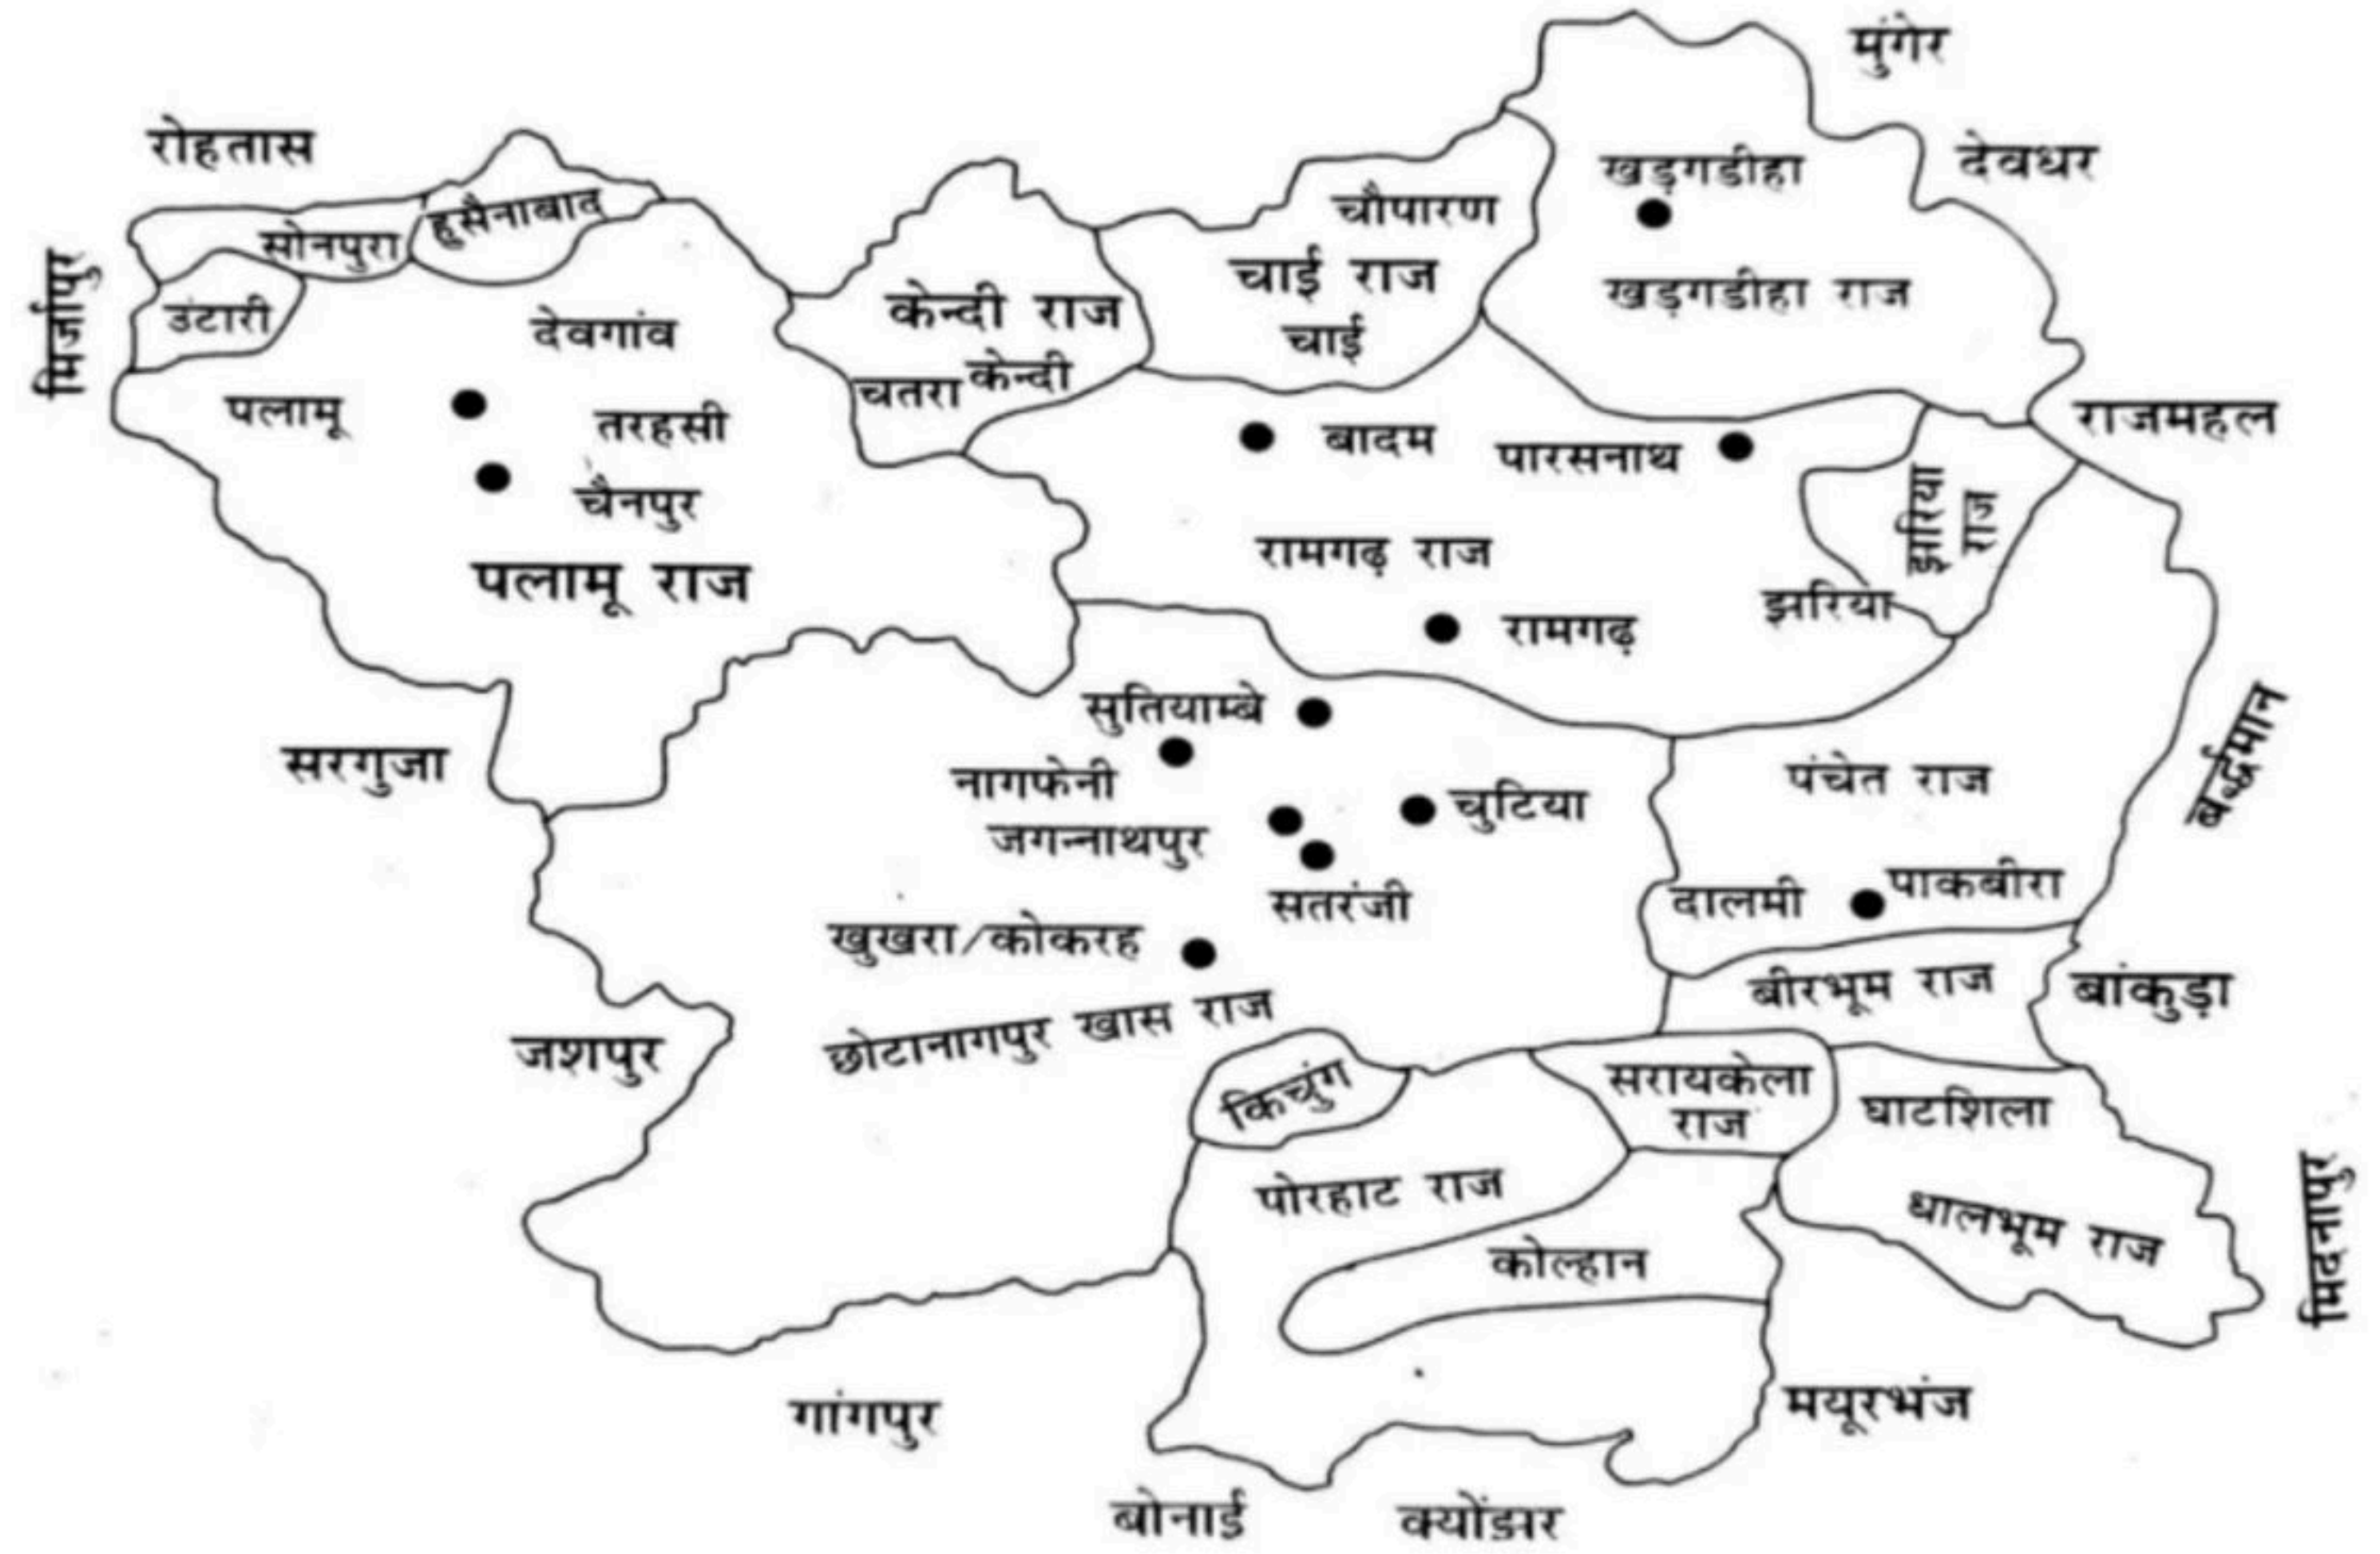 मुंगेर
रोहतास
देवधर
खड़गडीहा
हुसैनाबाद
चौपारण
सोनपुरा
चाई राज
खड़गडीहा राज
मिर्जापुर
उंटारी
देवगांव
केन्दी राज
चाई
चतरा
केन्दी
पलामू
तरहसी
बादम
पारसनाथ
राजमहल
चैनपुर
झरिया
राज
रामगढ़ राज
पलामू राज
झरिया
रामगढ़
सुतियाम्बे
सरगुजा
नागफेनी
चुटिया
पंचेत राज
बर्द्धमान
जगन्नाथपुर
सतरंजी
दालमी
पाकबीरा
खुखरा/कोकरह
बीरभूम राज
बांकुड़ा
छोटानागपुर खास राज
जशपुर
किचुंग
सरायकेला
राज
घाटशिला
पोरहाट राज
धालभूम राज
मिदनापुर
कोल्हान
गांगपुर
मयूरभंज
बोनाई
क्योंझर